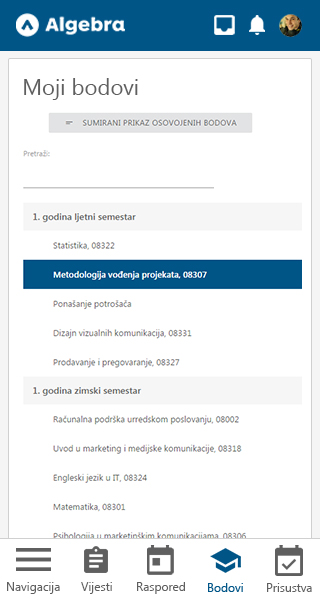 Algebra
Moji bodovi
SUMIRANI PRIKAZ OSOVOJENIH BODOVA
Pretraži:
1. godina ljetni semestar
Statistika, 08322
Metodologija vođenja projekata, 08307
Ponašanje potrošača
Dizajn vizualnih komunikacija, 08331
Prodavanje i pregovaranje, 08327
1. godina zimski semestar
Računalna podrška urredskom poslovanju, 08002
Uvod u marketing i medijske komunikacije, 08318
Engleski jezik u IT, 08324
Matematika, 08301
Psihologija u marketinškim komunikacijama, 08306
Navigacija Vijesti Raspored Bodovi Prisustva